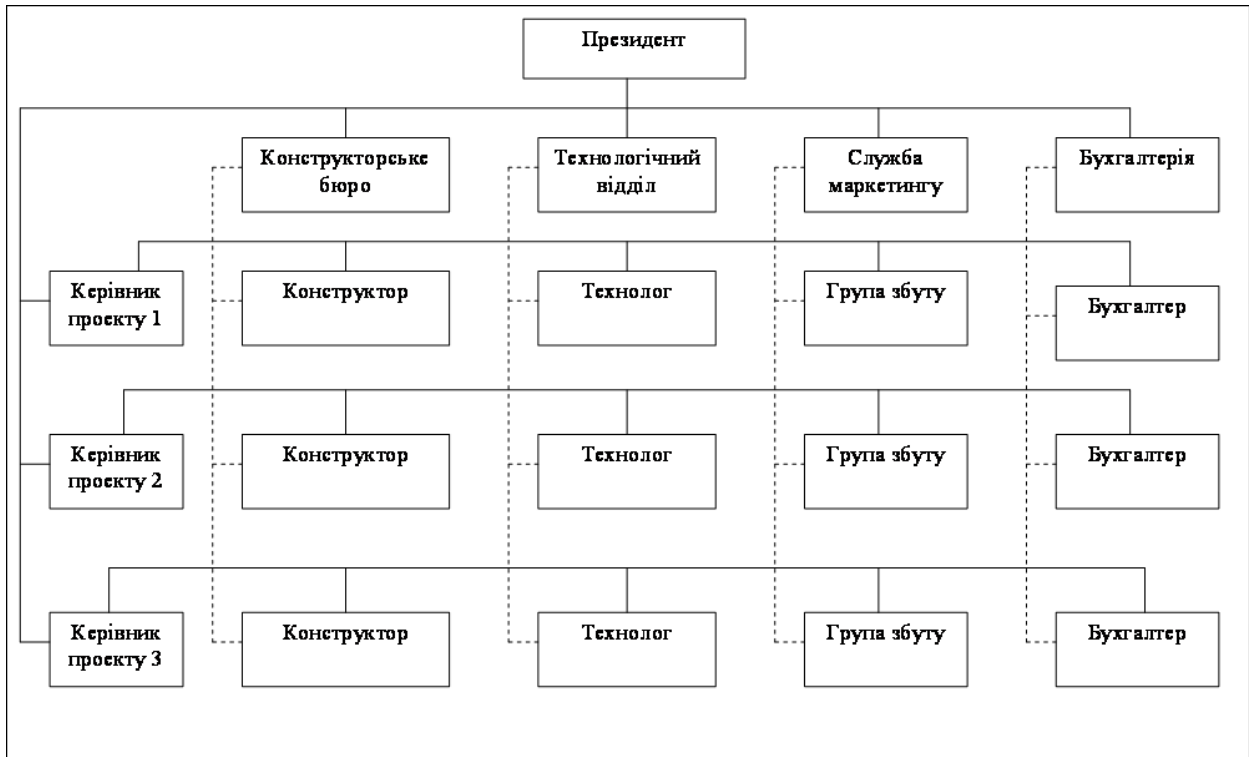 Президент
Конструкторське
бюро
Технологічний
відділ
Служба
маркетингу
Бухгалтерія
Керівник
проекту 1
Конструктор
Технолог
Група збуту
Бухгалтер
Керівник
проекту 2
Конструктор
Технолог
Група збуту
Бухгалтер
Керівник
проекту 3
Конструктор
Технолог
Група збуту
Бухгалтер